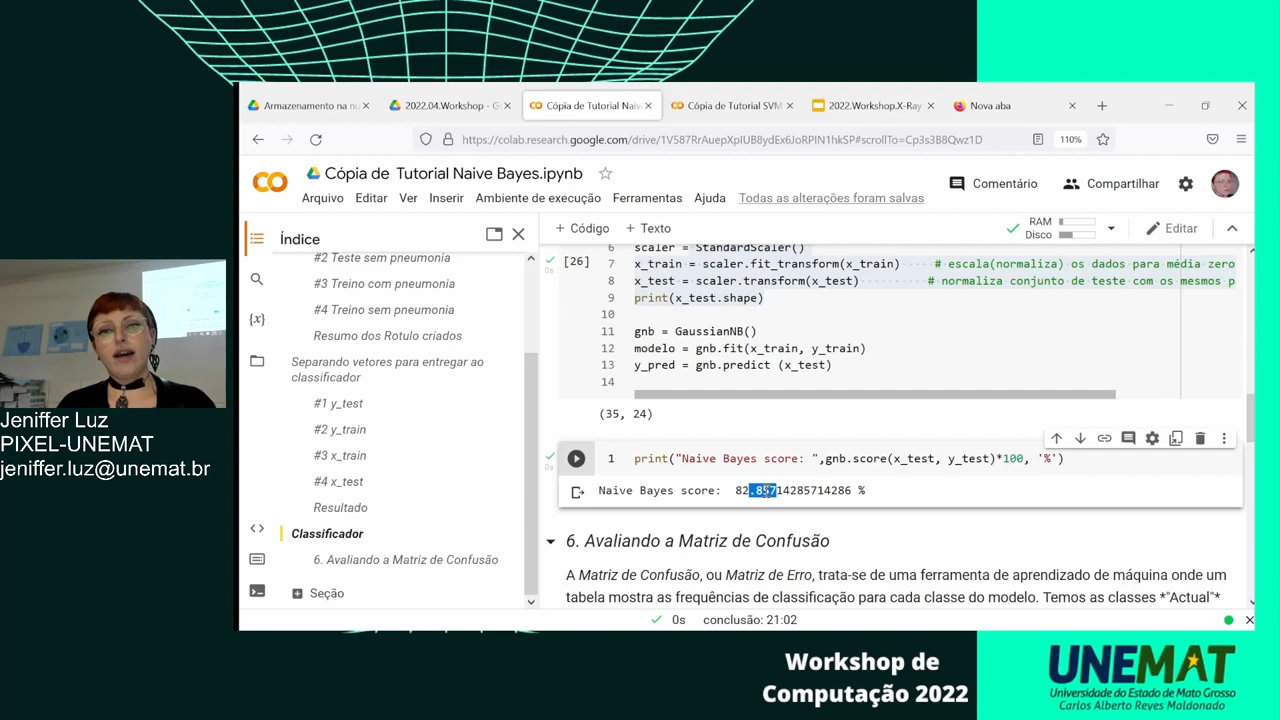 Armazenamento na nu
2022.04.Workshop - G
Cópia de Tutorial Naiv
Cópia de Tutorial SVM
2022.Workshop.X-Ray
Nova aba
https://colab.research.google.com/drive/1V587RrAuepXpIUB8ydEx6JoRPIN1hkSP#scrollTo=Cp3s3B8Qwz1D
110%
Cópia de Tutorial Naive Bayes.ipynb
Comentário
Compartilhar
Arquivo Editar Ver Inserir Ambiente de execução Ferramentas Ajuda Todas as alterações foram salvas
Índice
+ Código + Texto
RAM
Disco
Editar
#2 Teste sem pneumonia
#3 Treino com pneumonia
#4 Treino sem pneumonia
Resumo dos Rotulo criados
Separando vetores para entregar ao
classificador
#1 y_test
#2 y_train
#3 x_train
#4 x_test
Resultado
Classificador
6. Avaliando a Matriz de Confusão
Seção
0s
[26]
6 scaler = StandardScaler()
7 x_train = scaler.fit_transform(x_train) # escala(normaliza) os dados para média zero
8 x_test = scaler.transform(x_test) # normaliza conjunto de teste com os mesmos p
9 print(x_test.shape)
10
11 gnb = GaussianNB()
12 modelo = gnb.fit(x_train, y_train)
13 y_pred = gnb.predict (x_test)
14
(35, 24)
0s
1 print("Naive Bayes score: ",gnb.score(x_test, y_test)*100, '%')
Naive Bayes score: 82.85714285714286 %
6. Avaliando a Matriz de Confusão
A Matriz de Confusão, ou Matriz de Erro, trata-se de uma ferramenta de aprendizado de máquina onde um
tabela mostra as frequências de classificação para cada classe do modelo. Temos as classes *"Actual"*
0s conclusão: 21:02
Jeniffer Luz
PIXEL-UNEMAT
jeniffer.luz@unemat.br
Workshop de
Computação 2022
UNEMAT
Universidade do Estado de Mato Grosso
Carlos Alberto Reyes Maldonado